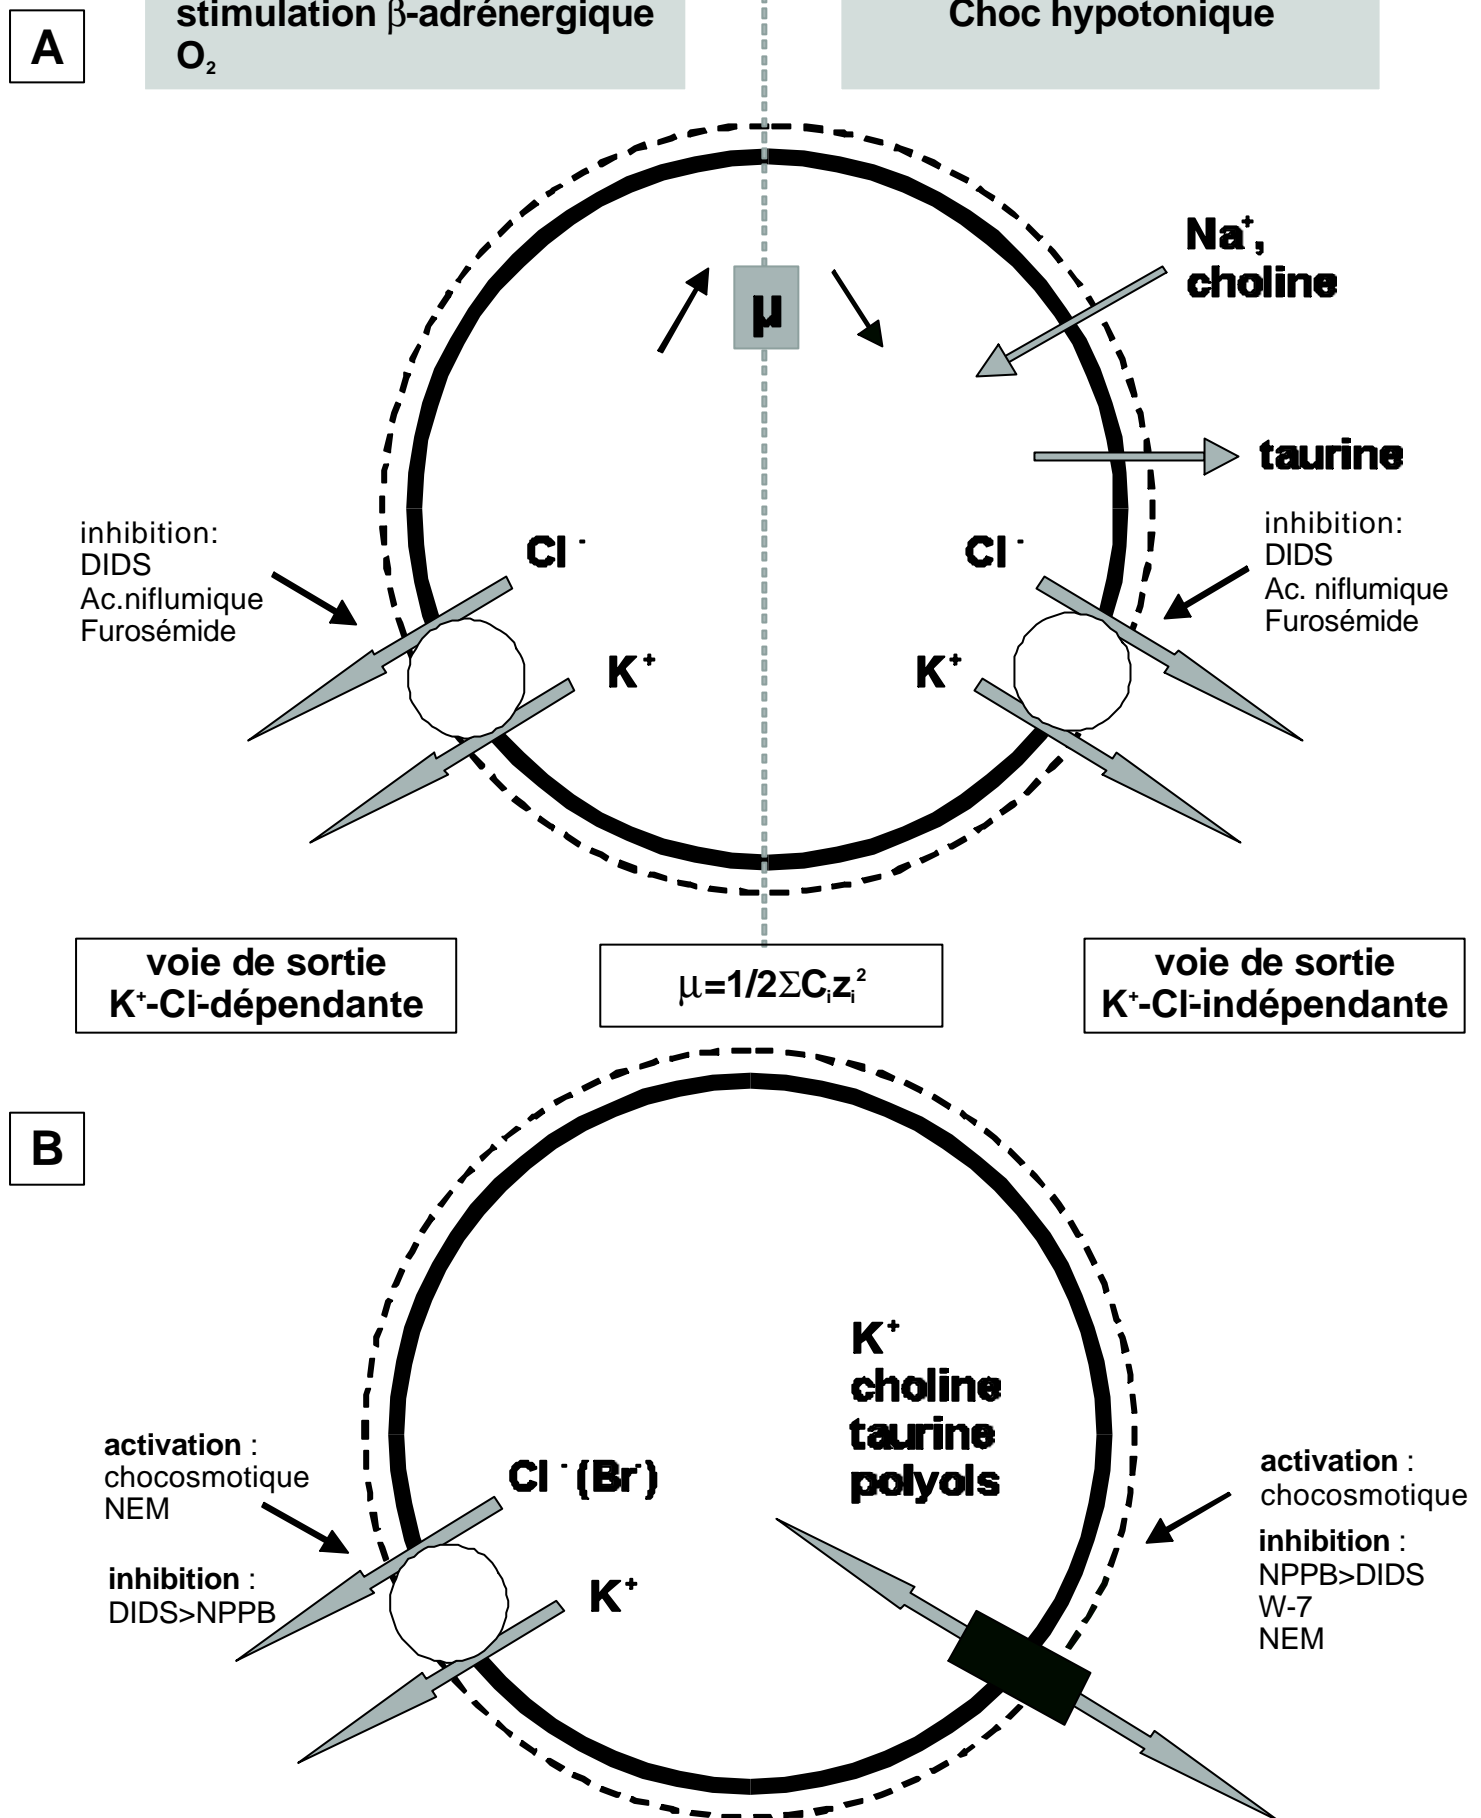 A
stimulation β-adrénergique
O₂
Choc hypotonique
Na⁺,
choline
μ
taurine
inhibition:
DIDS
Ac.niflumique
Furosémide
Cl⁻
K⁺
Cl⁻
K⁺
inhibition:
DIDS
Ac. niflumique
Furosémide
voie de sortie
K⁺-Cl⁻-dépendante
μ=1/2ΣCᵢzᵢ²
voie de sortie
K⁺-Cl⁻-indépendante
B
K⁺
choline
taurine
polyols
activation :
chocosmotique
NEM
inhibition :
DIDS>NPPB
Cl⁻ (Br⁻)
K⁺
activation :
chocosmotique
inhibition :
NPPB>DIDS
W-7
NEM